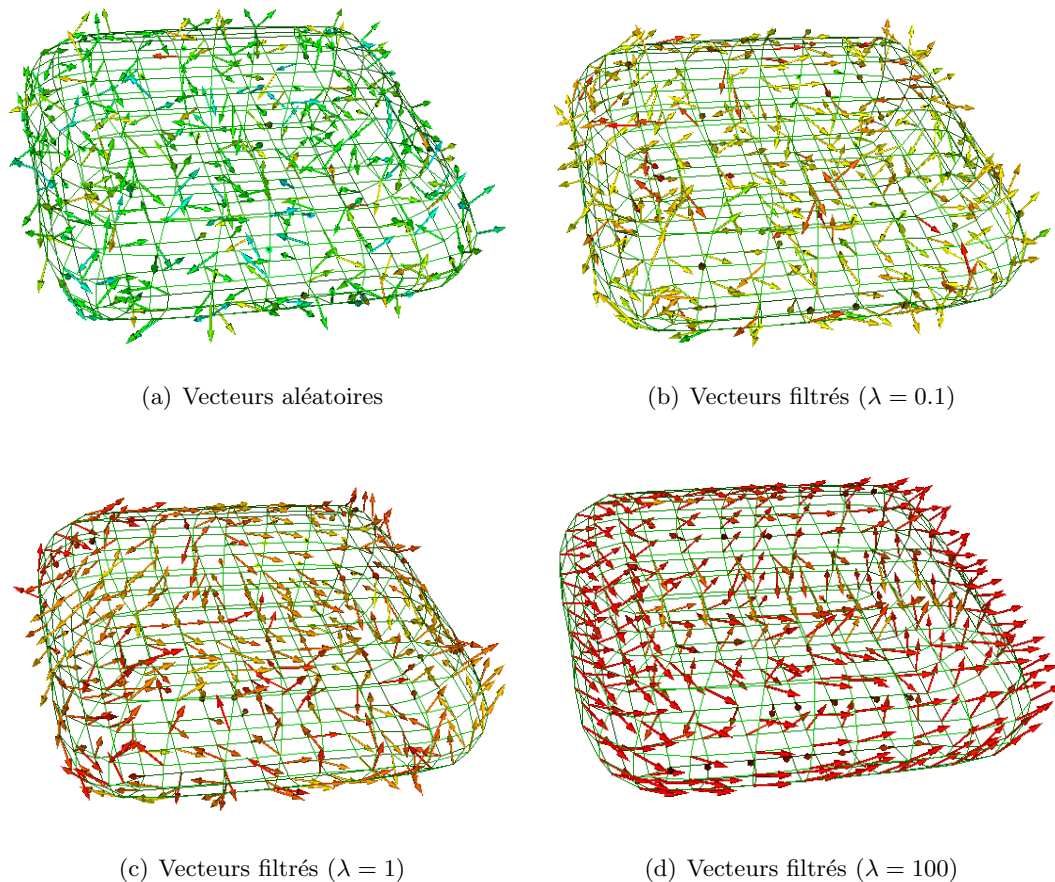 (a) Vecteurs aléatoires
(b) Vecteurs filtrés (λ = 0.1)
(c) Vecteurs filtrés (λ = 1)
(d) Vecteurs filtrés (λ = 100)